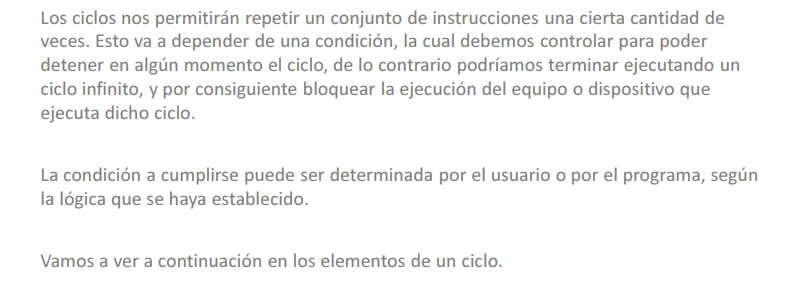 Los ciclos nos permitirán repetir un conjunto de instrucciones una cierta cantidad de
veces. Esto va a depender de una condición, la cual debemos controlar para poder
detener en algún momento el ciclo, de lo contrario podríamos terminar ejecutando un
ciclo infinito, y por consiguiente bloquear la ejecución del equipo o dispositivo que
ejecuta dicho ciclo.
La condición a cumplirse puede ser determinada por el usuario o por el programa, según
la lógica que se haya establecido.
Vamos a ver a continuación en los elementos de un ciclo.